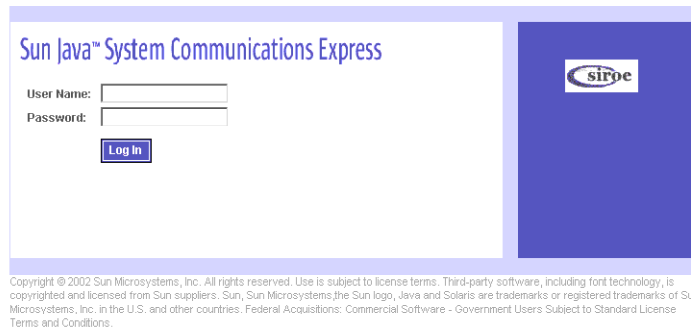 Sun Java™ System Communications Express
siroe
User Name:
Password:
Log In
Copyright © 2002 Sun Microsystems, Inc. All rights reserved. Use is subject to license terms. Third-party software, including font technology, is
copyrighted and licensed from Sun suppliers. Sun, Sun Microsystems,the Sun logo, Java and Solaris are trademarks or registered trademarks of Su
Microsystems, Inc. in the U.S. and other countries. Federal Acquisitions: Commercial Software - Government Users Subject to Standard License
Terms and Conditions.